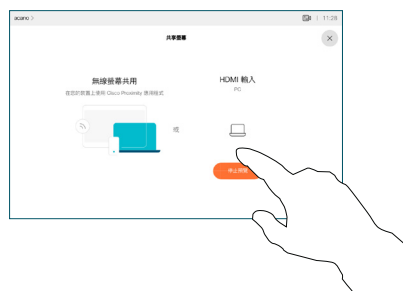 acano >
11:26
共享螢幕
無線螢幕共用
在您的裝置上使用 Cisco Proximity 應用程式
或
HDMI 輸入
PC
停止預覽